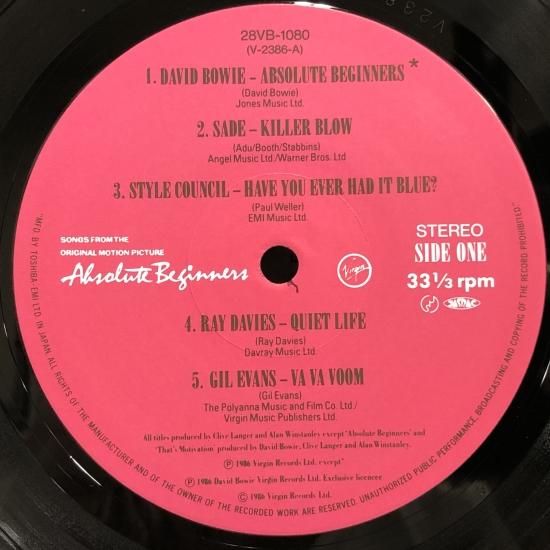 28VB-1080
(V-2386-A)
1. DAVID BOWIE – ABSOLUTE BEGINNERS *
(David Bowie)
Jones Music Ltd.
2. SADE – KILLER BLOW
(Adu/Booth/Stabbins)
Angel Music Ltd/Warner Bros. Ltd
3. STYLE COUNCIL – HAVE YOU EVER HAD IT BLUE?
(Paul Weller)
EMI Music Ltd.
SONGS FROM THE
ORIGINAL MOTION PICTURE
Absolute Beginners
Virgin
STEREO
SIDE ONE
33 1/3 rpm
4. RAY DAVIES – QUIET LIFE
(Ray Davies)
Davray Music Ltd.
5. GIL EVANS – VA VA VOOM
(Gil Evans)
The Polyanna Music and Film Co. Ltd./
Virgin Music Publishers Ltd.
All titles produced by Clive Langer and Alan Winstanley except 'Absolute Beginners' and
'That's Motivation' produced by David Bowie, Clive Langer and Alan Winstanley.
Ⓟ 1986 Virgin Records Ltd. except*
Ⓟ 1986 David Bowie Virgin Records Ltd. Exclusive licencee
© 1986 Virgin Records Ltd.
"MFD. BY TOSHIBA-EMI LTD. IN JAPAN ALL RIGHTS OF THE MANUFACTURER AND OF THE OWNER OF THE RECORDED WORK ARE RESERVED. UNAUTHORIZED PUBLIC PERFORMANCE, BROADCASTING AND COPYING OF THE RECORD PROHIBITED."